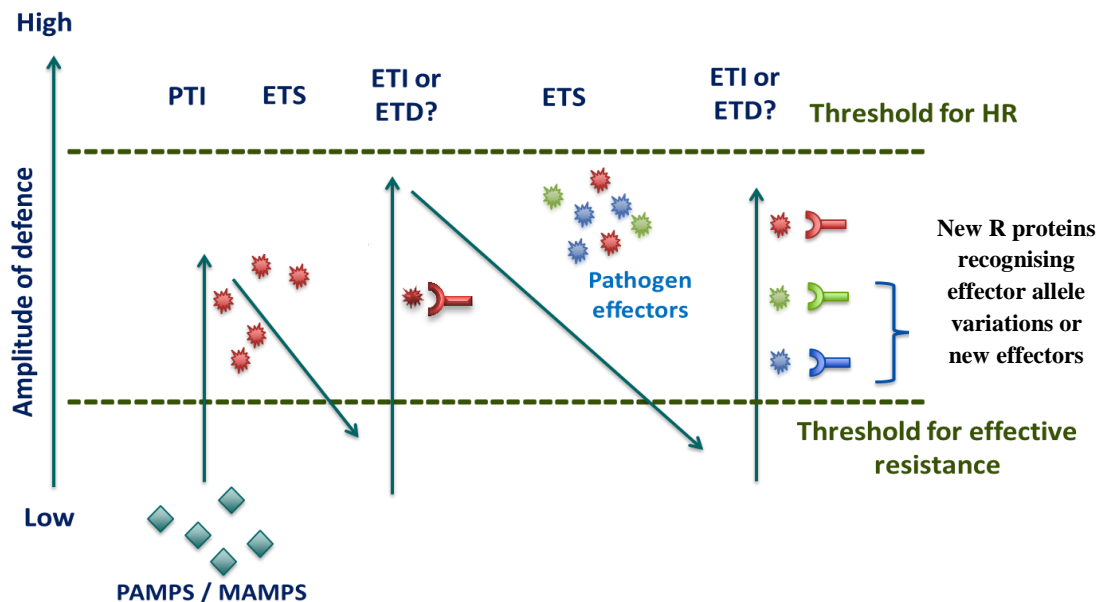 High
PTI
ETS
ETI or
ETD?
ETS
ETI or
ETD?
Threshold for HR
Amplitude of defence
Pathogen
effectors
New R proteins
recognising
effector allele
variations or
new effectors
Threshold for effective
resistance
Low
PAMPS / MAMPS